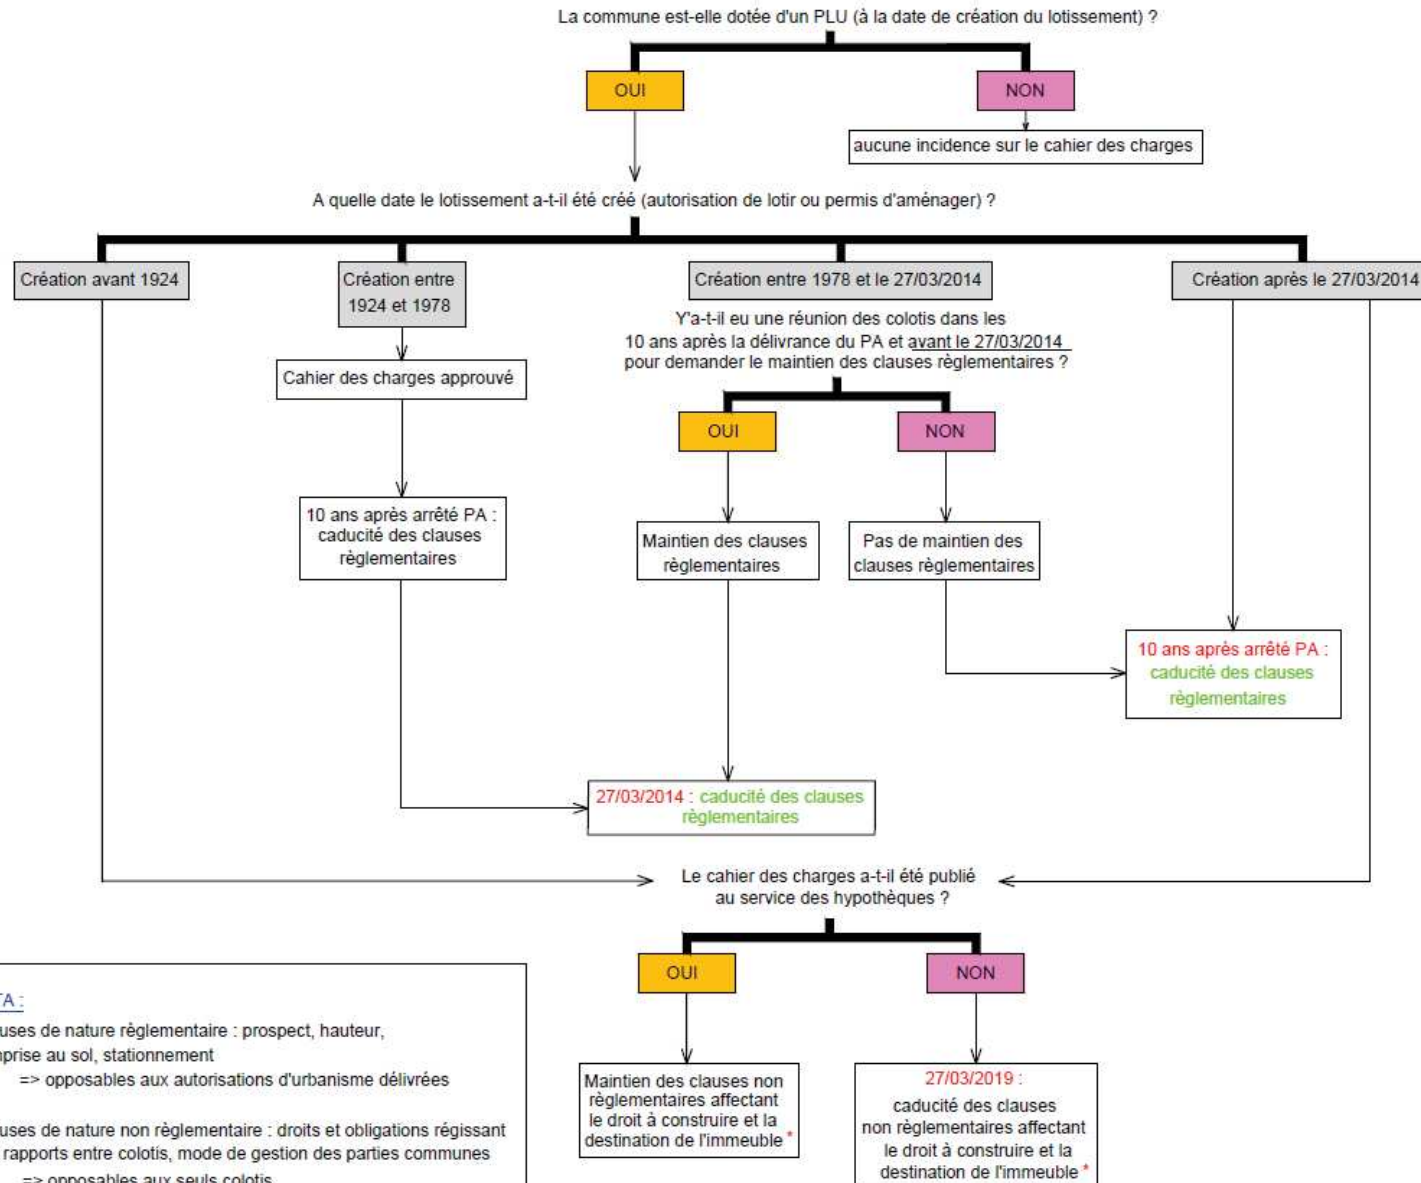 La commune est-elle dotée d'un PLU (à la date de création du lotissement) ?
OUI
NON
aucune incidence sur le cahier des charges
A quelle date le lotissement a-t-il été créé (autorisation de lotir ou permis d'aménager) ?
Création avant 1924
Création entre
1924 et 1978
Création entre 1978 et le 27/03/2014
Création après le 27/03/2014
Y'a-t-il eu une réunion des colotis dans les
10 ans après la délivrance du PA et avant le 27/03/2014
pour demander le maintien des clauses règlementaires ?
Cahier des charges approuvé
OUI
NON
10 ans après arrêté PA :
caducité des clauses
règlementaires
Maintien des clauses
règlementaires
Pas de maintien des
clauses règlementaires
10 ans après arrêté PA :
caducité des clauses
règlementaires
27/03/2014 : caducité des clauses
règlementaires
Le cahier des charges a-t-il été publié
au service des hypothèques ?
OUI
NON
Maintien des clauses non
règlementaires affectant
le droit à construire et la
destination de l'immeuble *
27/03/2019 :
caducité des clauses
non règlementaires affectant
le droit à construire et la
destination de l'immeuble *
TA :
uses de nature règlementaire : prospect, hauteur,
prise au sol, stationnement
=> opposables aux autorisations d'urbanisme délivrées
uses de nature non règlementaire : droits et obligations régissant
rapports entre colotis, mode de gestion des parties communes
=> opposables aux seuls colotis